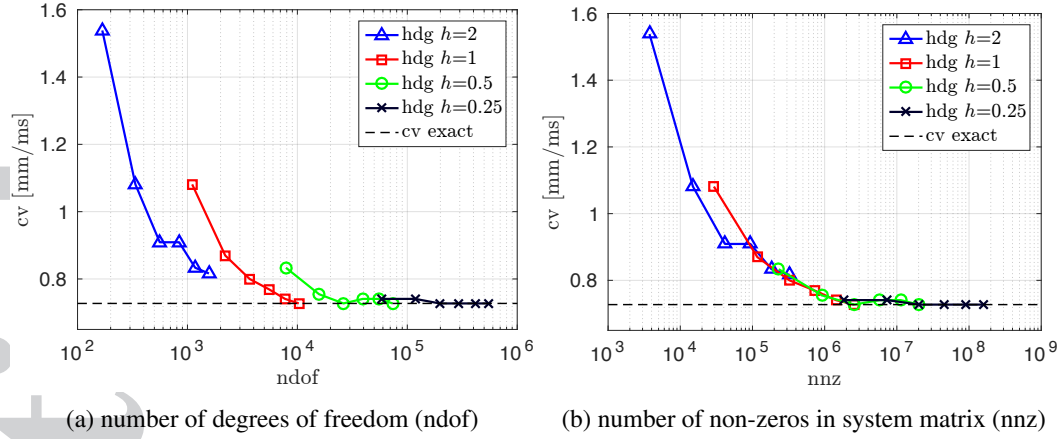 1.6
1.4
1.2
1
0.8
cv [mm/ms]
hdg h=2
hdg h=1
hdg h=0.5
hdg h=0.25
cv exact
10^2 10^3 10^4 10^5 10^6
ndof
(a) number of degrees of freedom (ndof)
1.6
1.4
1.2
1
0.8
cv [mm/ms]
hdg h=2
hdg h=1
hdg h=0.5
hdg h=0.25
cv exact
10^3 10^4 10^5 10^6 10^7 10^8 10^9
nnz
(b) number of non-zeros in system matrix (nnz)